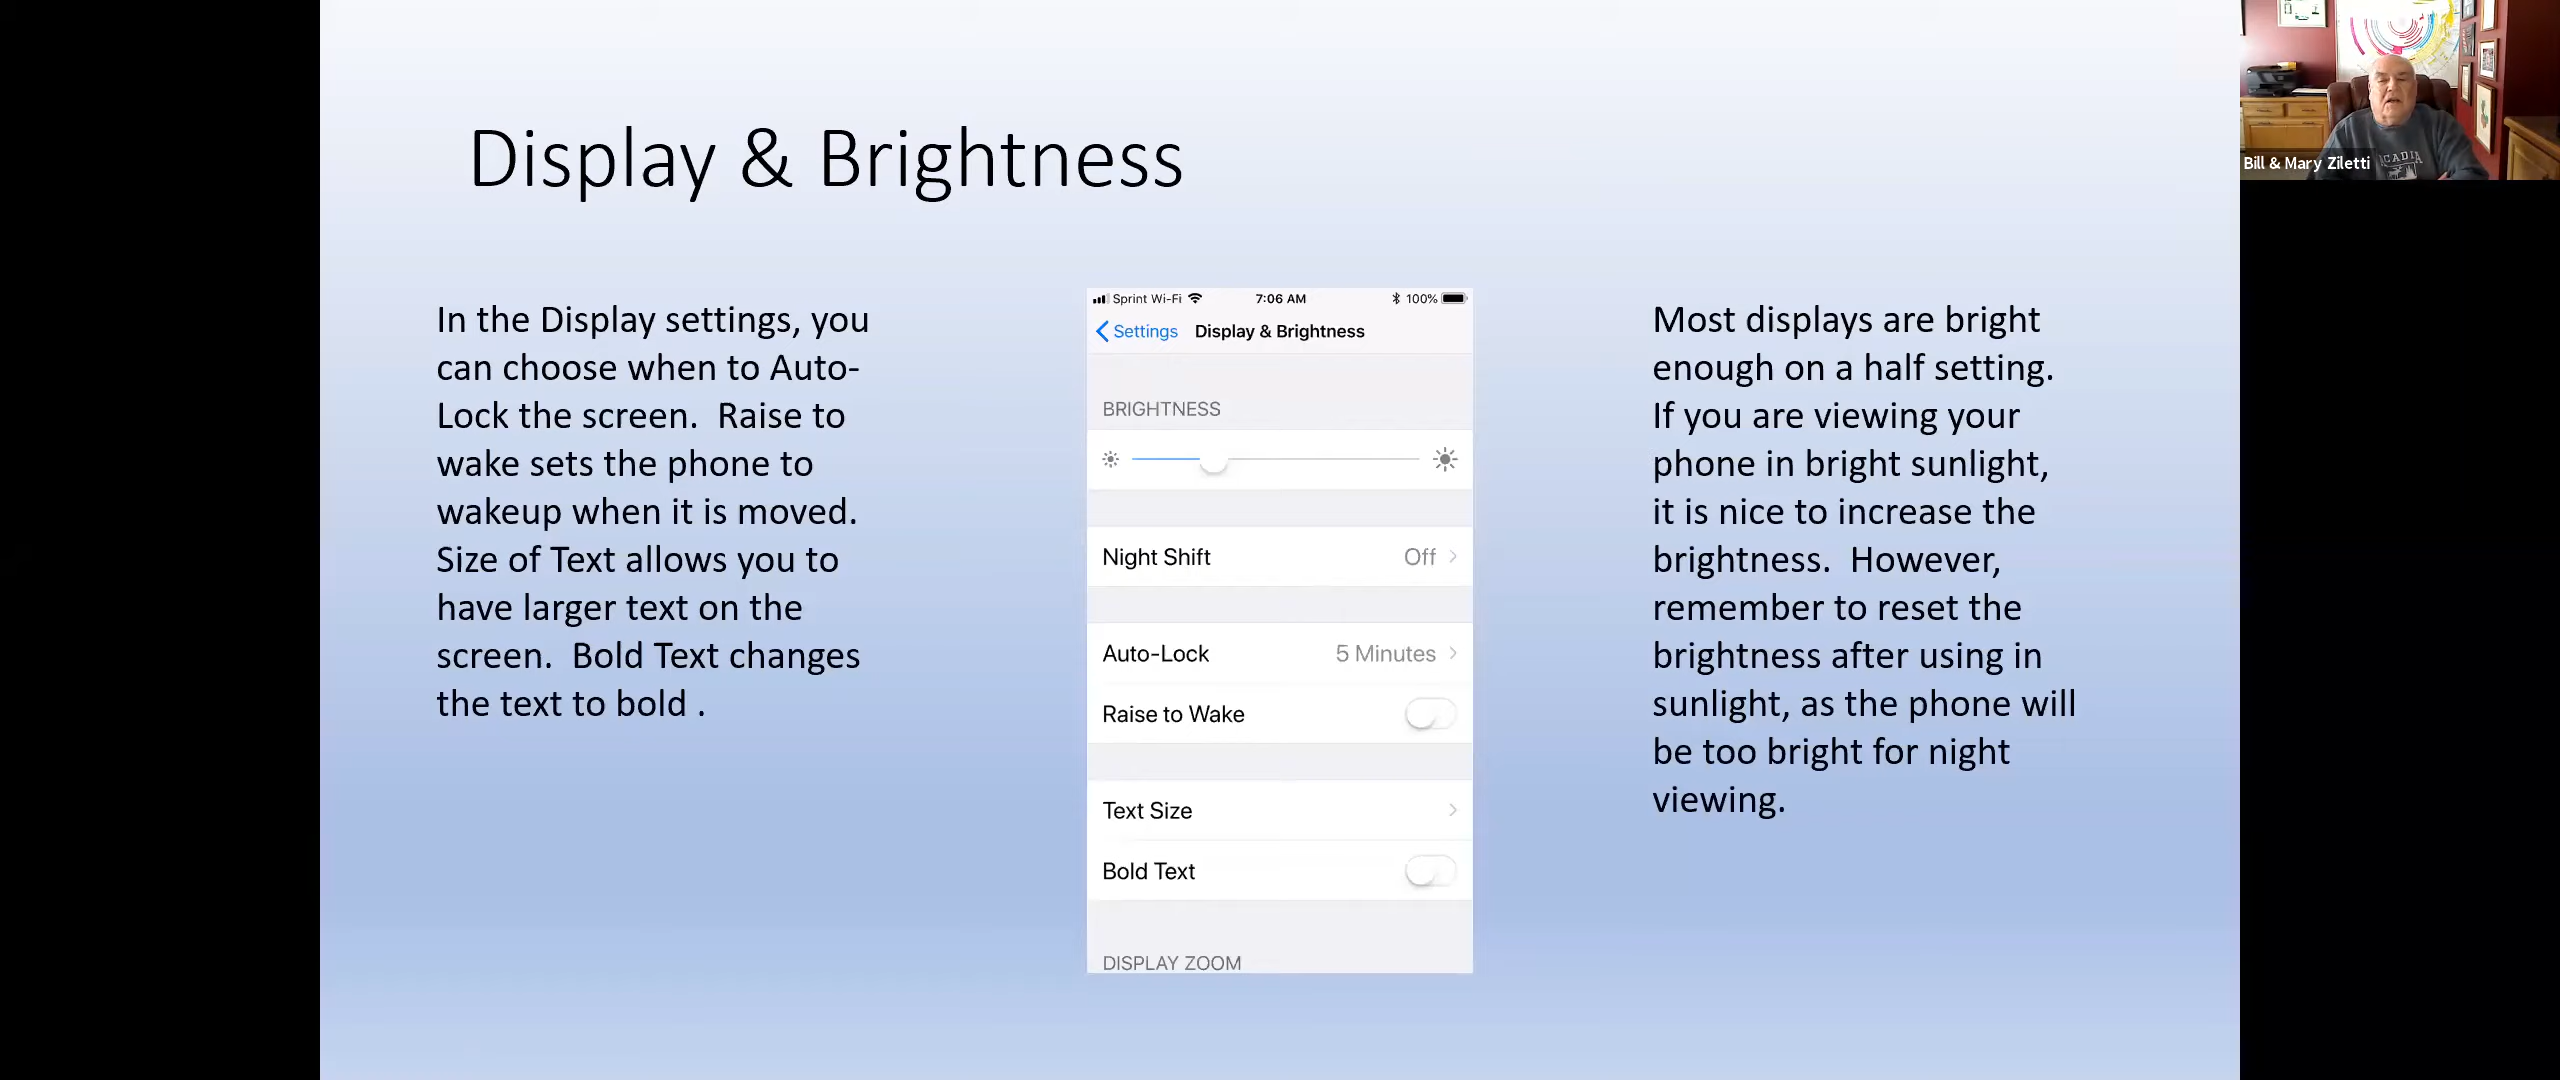 Display & Brightness
In the Display settings, you
can choose when to Auto-
Lock the screen.  Raise to
wake sets the phone to
wakeup when it is moved.
Size of Text allows you to
have larger text on the
screen.  Bold Text changes
the text to bold .
Sprint Wi-Fi 7:06 AM 100%
Settings Display & Brightness
BRIGHTNESS
Night Shift Off
Auto-Lock 5 Minutes
Raise to Wake
Text Size
Bold Text
DISPLAY ZOOM
Most displays are bright
enough on a half setting.
If you are viewing your
phone in bright sunlight,
it is nice to increase the
brightness.  However,
remember to reset the
brightness after using in
sunlight, as the phone will
be too bright for night
viewing.
Bill & Mary Ziletti